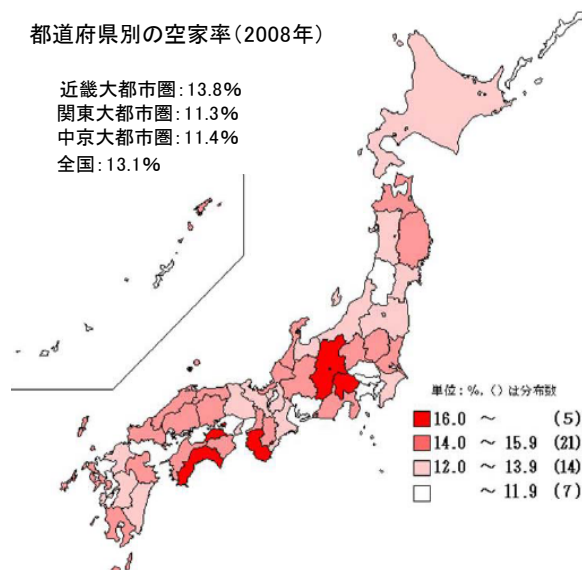 都道府県別の空家率(2008年)
近畿大都市圏:13.8%
関東大都市圏:11.3%
中京大都市圏:11.4%
全国:13.1%
単位:%, ()は分布数
16.0 ~ (5)
14.0 ~ 15.9 (21)
12.0 ~ 13.9 (14)
~ 11.9 (7)